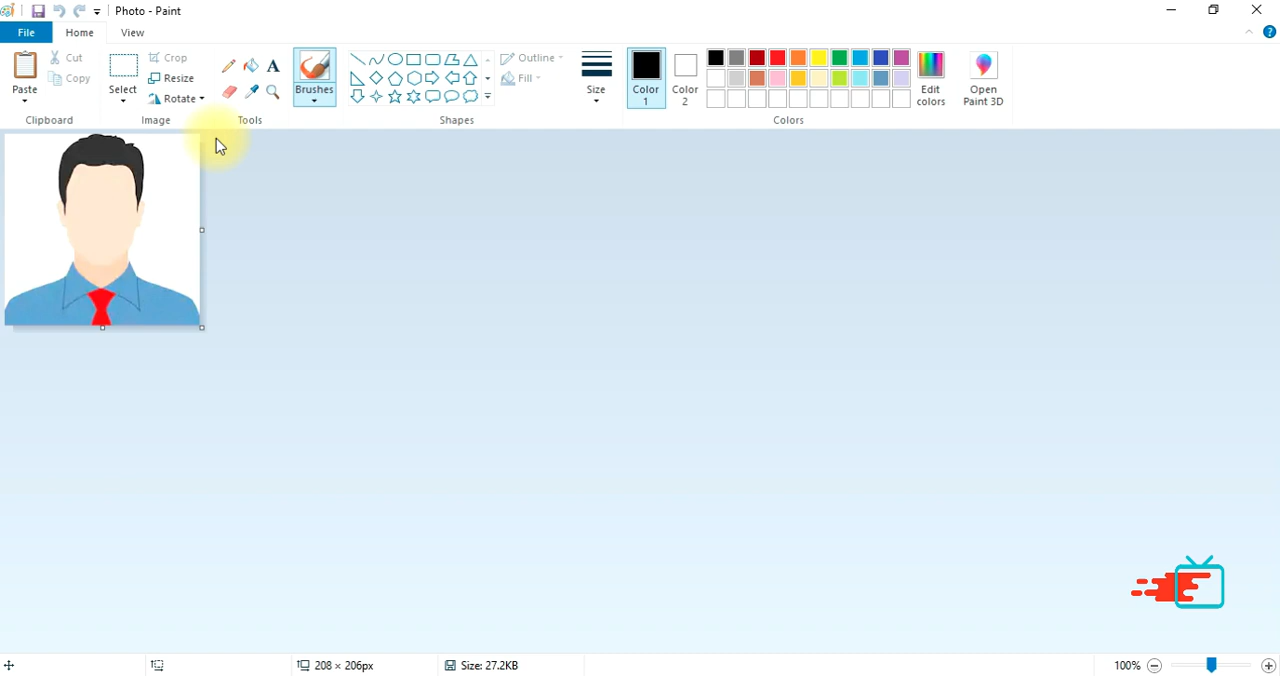 Photo - Paint
File Home View
Paste
Cut
Copy
Clipboard
Select
Crop
Resize
Rotate
Image
A
Tools
Brushes
Outline
Fill
Shapes
Size
Color 1
Color 2
Edit colors
Open Paint 3D
Colors
208 × 206px
Size: 27.2KB
100%